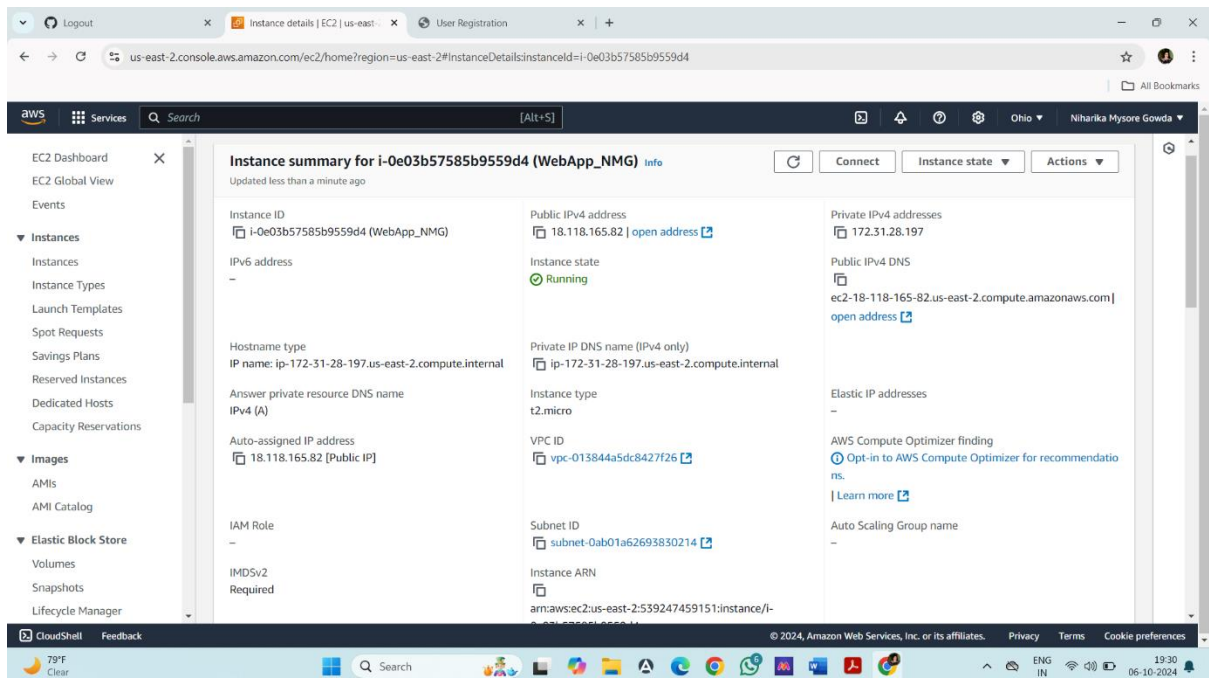 Logout
Instance details | EC2 | us-east-
User Registration
us-east-2.console.aws.amazon.com/ec2/home?region=us-east-2#InstanceDetails:instanceId=i-0e03b57585b9559d4
All Bookmarks
aws Services Search [Alt+S] Ohio Niharika Mysore Gowda
EC2 Dashboard
EC2 Global View
Events
Instances
Instances
Instance Types
Launch Templates
Spot Requests
Savings Plans
Reserved Instances
Dedicated Hosts
Capacity Reservations
Images
AMIs
AMI Catalog
Elastic Block Store
Volumes
Snapshots
Lifecycle Manager
Instance summary for i-0e03b57585b9559d4 (WebApp_NMG) Info
Updated less than a minute ago
Connect Instance state Actions
Instance ID
i-0e03b57585b9559d4 (WebApp_NMG)
Public IPv4 address
18.118.165.82 | open address
Private IPv4 addresses
172.31.28.197
IPv6 address
–
Instance state
Running
Public IPv4 DNS
ec2-18-118-165-82.us-east-2.compute.amazonaws.com |
open address
Hostname type
IP name: ip-172-31-28-197.us-east-2.compute.internal
Private IP DNS name (IPv4 only)
ip-172-31-28-197.us-east-2.compute.internal
Answer private resource DNS name
IPv4 (A)
Instance type
t2.micro
Elastic IP addresses
–
Auto-assigned IP address
18.118.165.82 [Public IP]
VPC ID
vpc-013844a5dc8427f26
AWS Compute Optimizer finding
Opt-in to AWS Compute Optimizer for recommendatio
ns.
| Learn more
IAM Role
–
Subnet ID
subnet-0ab01a62693830214
Auto Scaling Group name
–
IMDSv2
Required
Instance ARN
arn:aws:ec2:us-east-2:539247459151:instance/i-
CloudShell Feedback
© 2024, Amazon Web Services, Inc. or its affiliates. Privacy Terms Cookie preferences
79°F
Clear
Search
ENG
IN
19:30
06-10-2024